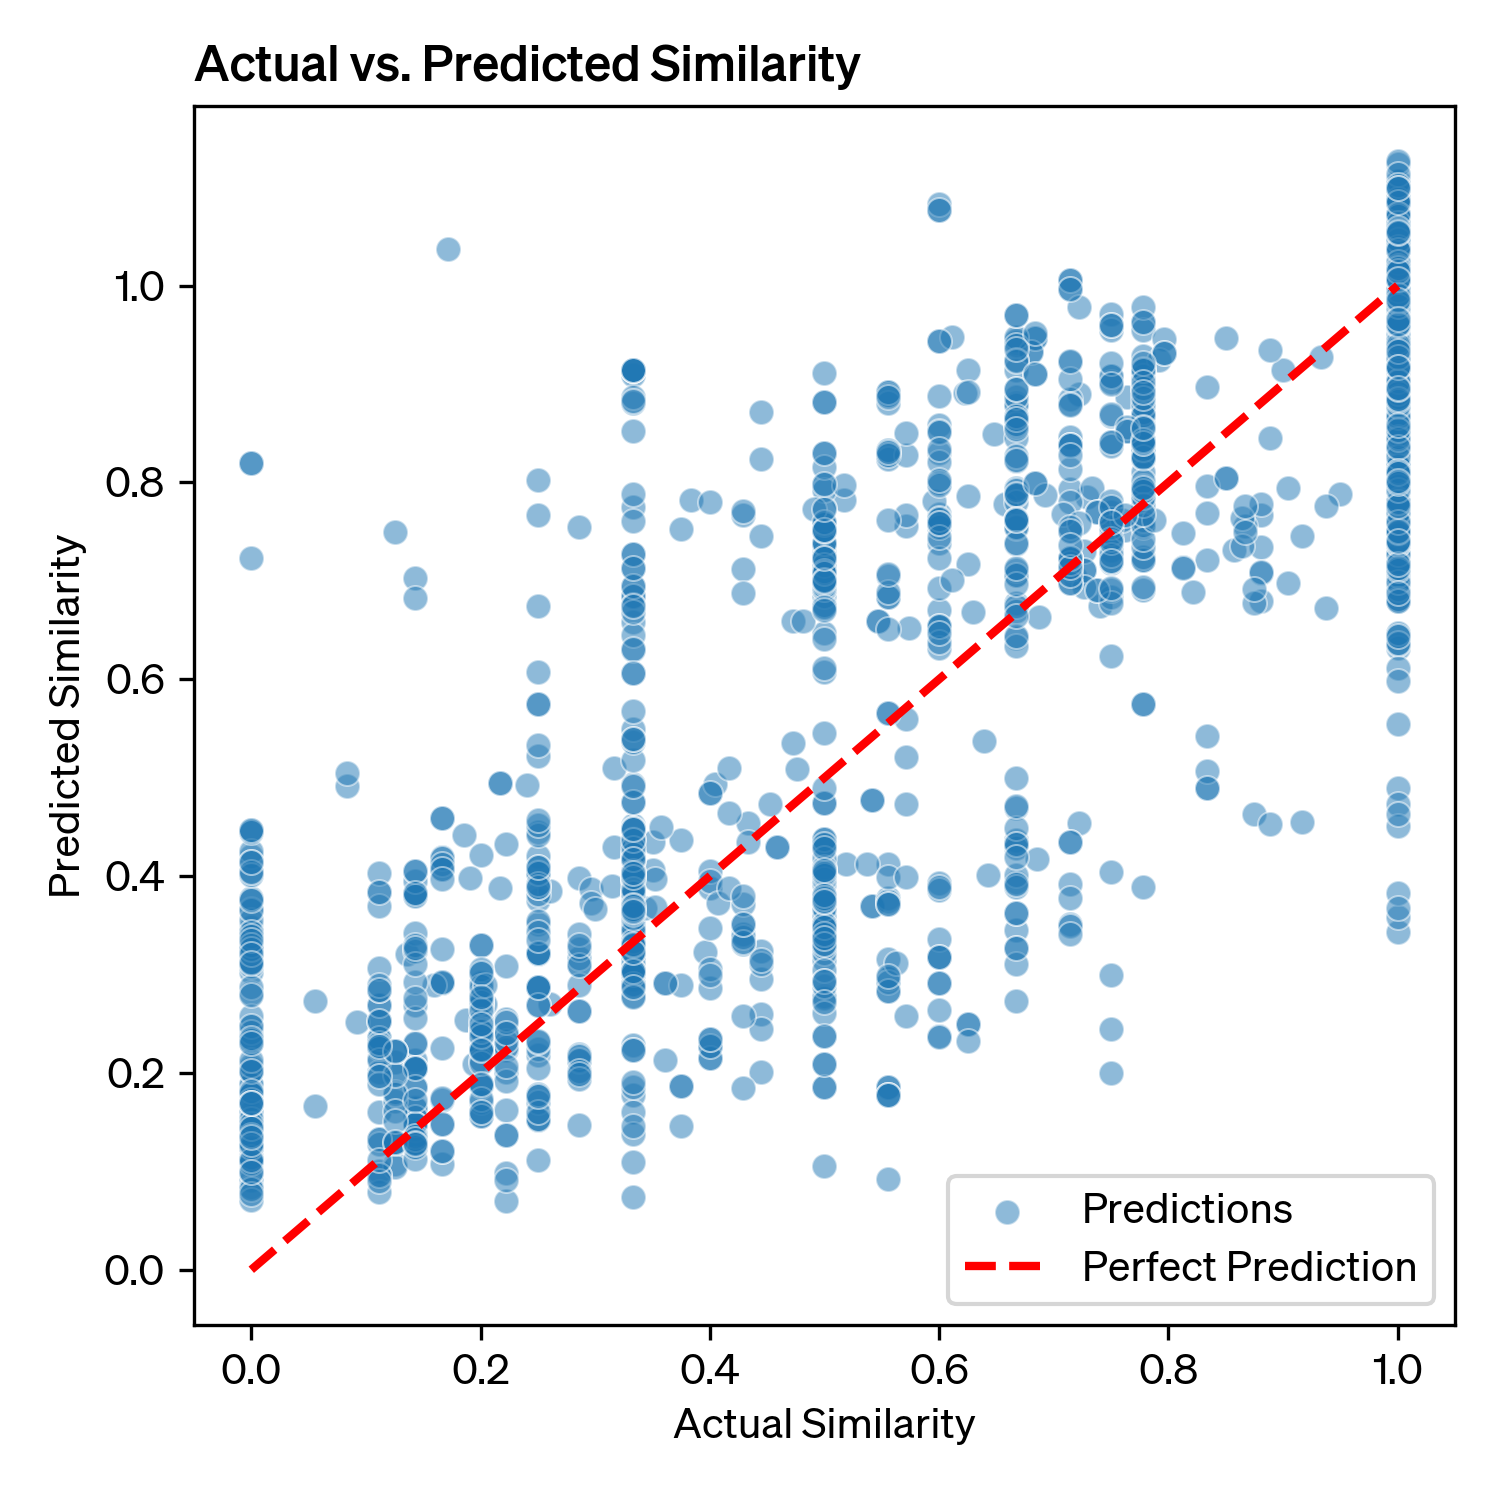 Actual vs. Predicted Similarity
Predicted Similarity
1.0
0.8
0.6
0.4
0.2
0.0
0.0 0.2 0.4 0.6 0.8 1.0
Actual Similarity
Predictions
Perfect Prediction